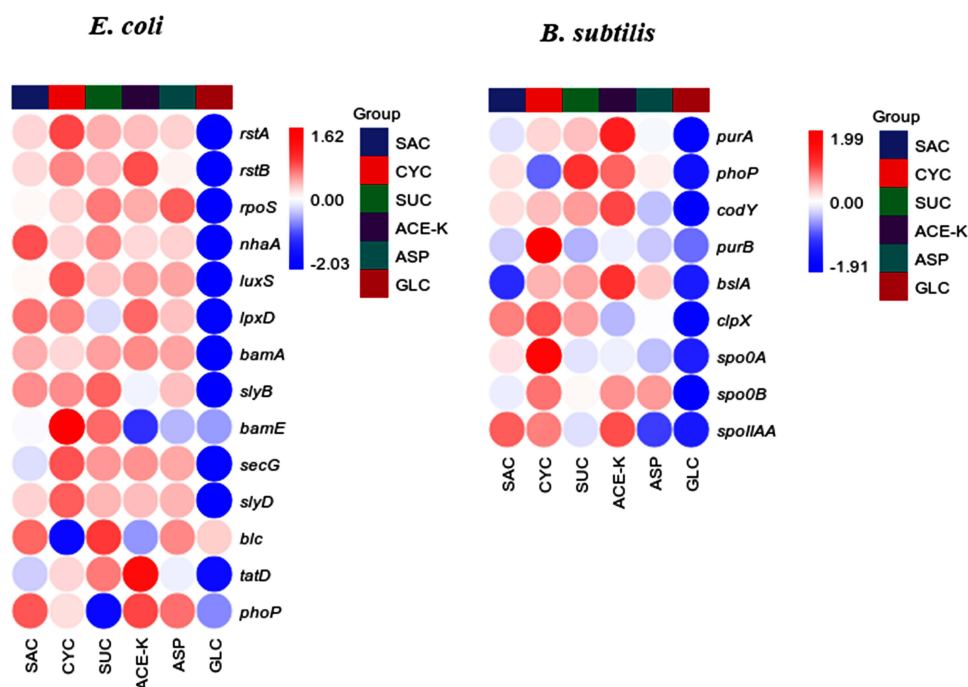 E. coli
rstA
rstB
rpoS
nhaA
luxS
lpxD
bamA
slyB
bamE
secG
slyD
blc
tatD
phoP
SAC
CYC
SUC
ACE-K
ASP
GLC
1.62
0.00
-2.03
Group
SAC
CYC
SUC
ACE-K
ASP
GLC
B. subtilis
purA
phoP
codY
purB
bslA
clpX
spo0A
spo0B
spoIIAA
SAC
CYC
SUC
ACE-K
ASP
GLC
1.99
0.00
-1.91
Group
SAC
CYC
SUC
ACE-K
ASP
GLC